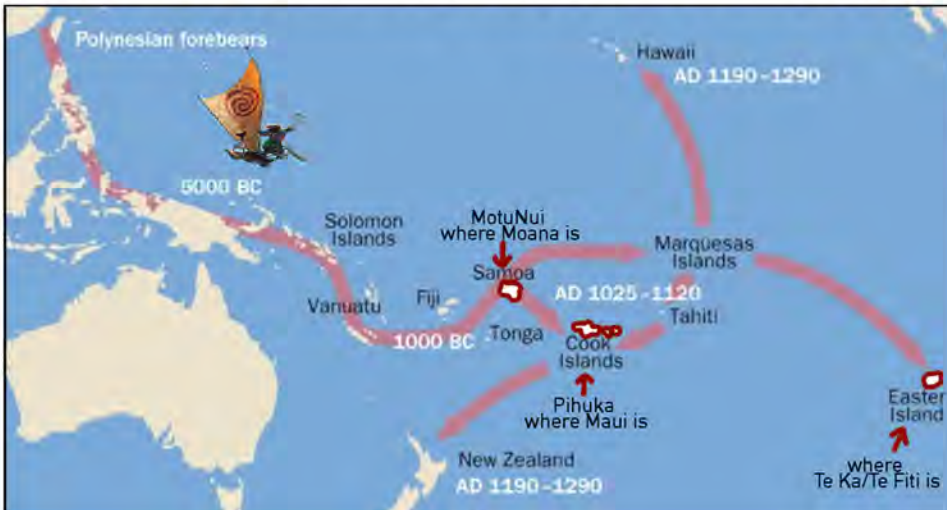 Polynesian forebears
Hawaii
AD 1190-1290
5000 BC
Solomon
Islands
MotuNui
where Moana is
Samoa
Marquesas
Islands
Vanuatu
Fiji
AD 1025-1120
Tahiti
1000 BC
Tonga
Cook
Islands
Pihuka
where Maui is
Easter
Island
New Zealand
AD 1190-1290
where
Te Ka/Te Fiti is